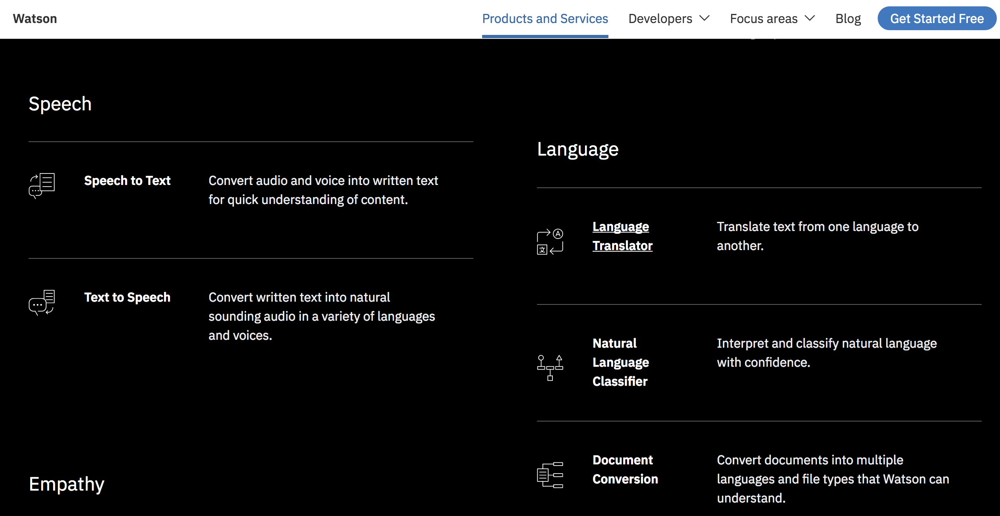 Watson
Products and Services
Developers
Focus areas
Blog
Get Started Free
Speech
Speech to Text
Convert audio and voice into written text
for quick understanding of content.
Text to Speech
Convert written text into natural
sounding audio in a variety of languages
and voices.
Empathy
Language
A
文
Language
Translator
Translate text from one language to
another.
Natural
Language
Classifier
Interpret and classify natural language
with confidence.
Document
Conversion
Convert documents into multiple
languages and file types that Watson can
understand.